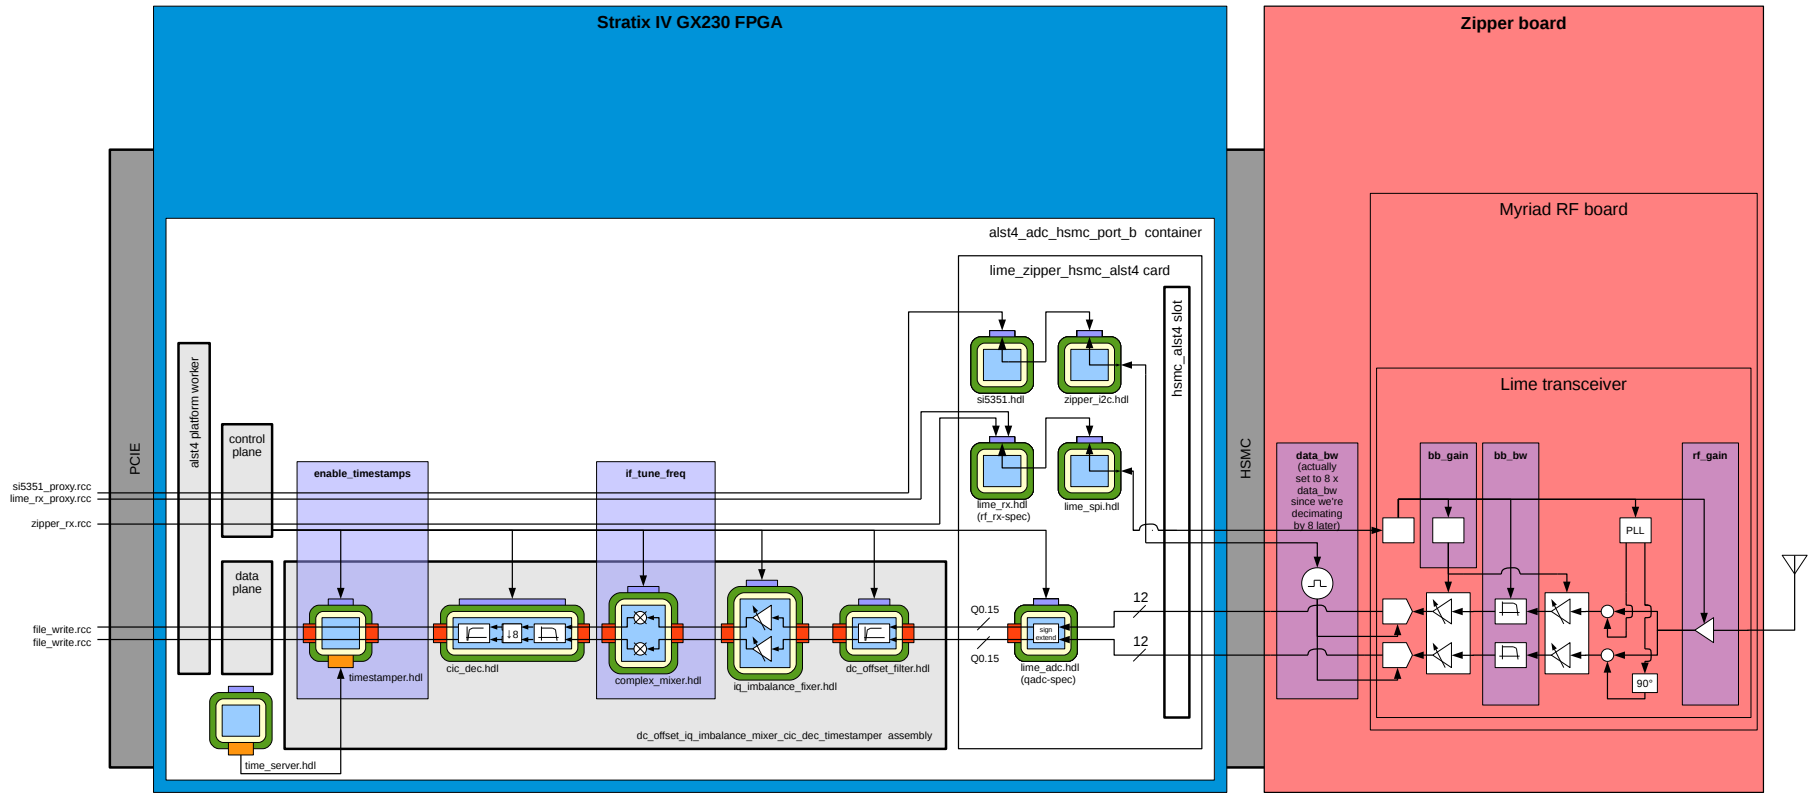 Stratix IV GX230 FPGA
Zipper board
Myriad RF board
alst4_adc_hsmc_port_b container
lime_zipper_hsmc_alst4 card
hsmc_alst4 slot
Lime transceiver
PCIE
alst4 platform worker
control
plane
HSMC
si5351.hdl
zipper_i2c.hdl
enable_timestamps
if_tune_freq
data_bw
(actually
set to 8 x
data_bw
since we're
decimating
by 8 later)
bb_gain
bb_bw
rf_gain
si5351_proxy.rcc
lime_rx_proxy.rcc
zipper_rx.rcc
lime_rx.hdl
(rf_rx-spec)
lime_spi.hdl
PLL
data
plane
Q0.15
12
file_write.rcc
file_write.rcc
↓8
sign
extend
12
Q0.15
timestamper.hdl
cic_dec.hdl
complex_mixer.hdl
iq_imbalance_fixer.hdl
dc_offset_filter.hdl
lime_adc.hdl
(qadc-spec)
90°
dc_offset_iq_imbalance_mixer_cic_dec_timestamper assembly
time_server.hdl